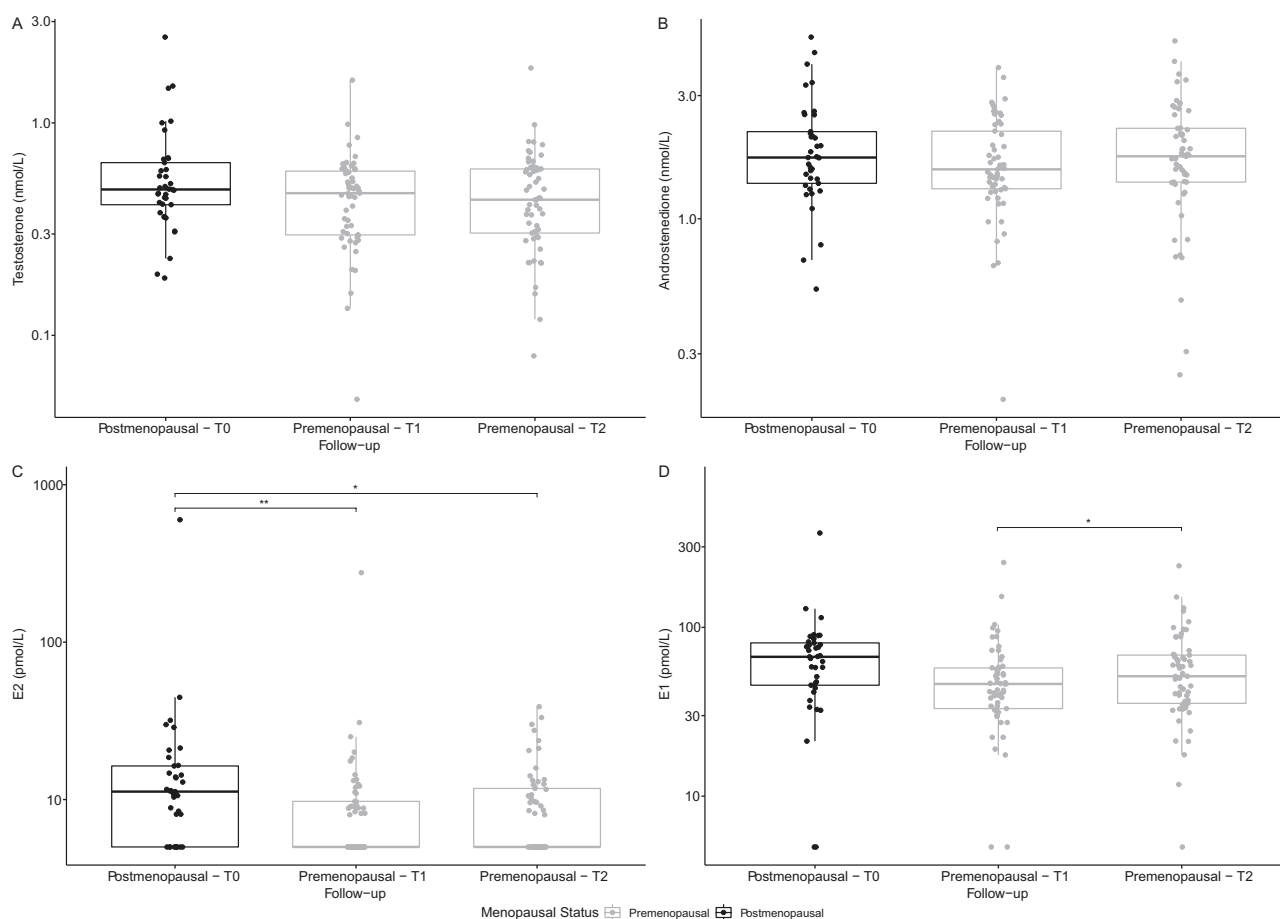 A
3.0
1.0
0.3
0.1
Testosterone (nmol/L)
Postmenopausal – T0
Premenopausal – T1
Premenopausal – T2
Follow–up
B
3.0
1.0
0.3
Androstenedione (nmol/L)
Postmenopausal – T0
Premenopausal – T1
Premenopausal – T2
Follow–up
C
1000
100
10
E2 (pmol/L)
*
**
Postmenopausal – T0
Premenopausal – T1
Premenopausal – T2
Follow–up
D
300
100
30
10
E1 (pmol/L)
*
Postmenopausal – T0
Premenopausal – T1
Premenopausal – T2
Follow–up
Menopausal Status Premenopausal Postmenopausal